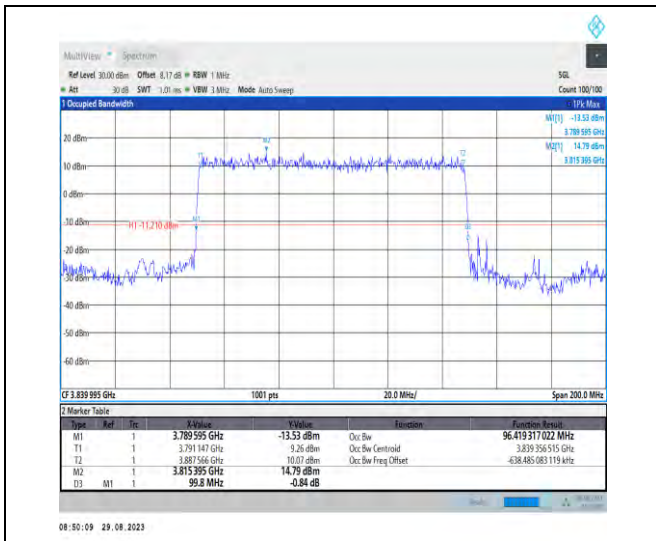 MultiView Spectrum
Ref Level 30.00 dBm Offset 8.17 dB RBW 1 MHz SGL
Att 30 dB SWT 1.01 ms VBW 3 MHz Mode Auto Sweep Count 100/100
1 Occupied Bandwidth 1Pk Max
M1[1] -13.53 dBm
3.789 595 GHz
M2[1] 14.79 dBm
3.815 395 GHz
20 dBm
M2
T1
T2
10 dBm
0 dBm
-10 dBm
H1 -11.210 dBm
M1
-20 dBm
-30 dBm
-40 dBm
-50 dBm
-60 dBm
CF 3.839 995 GHz 1001 pts 20.0 MHz/ Span 200.0 MHz
2 Marker Table
Type Ref Trc X-Value Y-Value Function Function Result
M1 1 3.789 595 GHz -13.53 dBm Occ Bw 96.419 317 022 MHz
T1 1 3.791 147 GHz 9.26 dBm Occ Bw Centroid 3.839 356 515 GHz
T2 1 3.887 566 GHz 10.07 dBm Occ Bw Freq Offset -638.485 083 119 kHz
M2 1 3.815 395 GHz 14.79 dBm
D3 M1 1 99.8 MHz -0.84 dB
08:50:09 29.08.2023